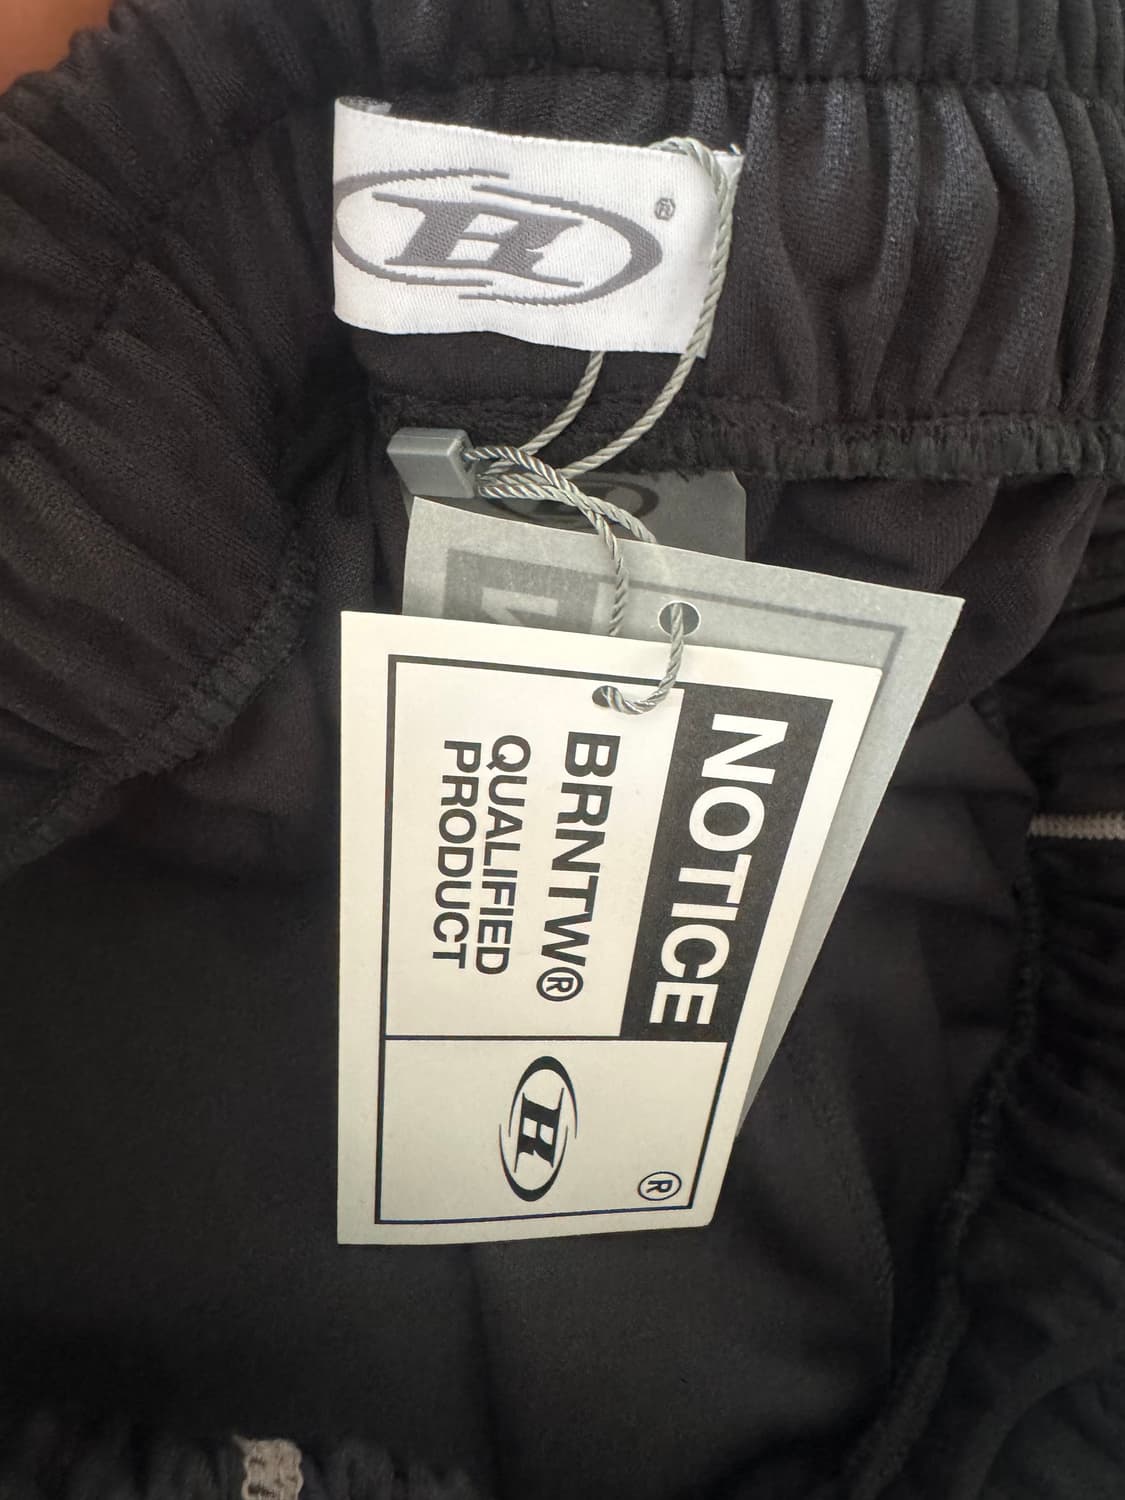 ®
NOTICE
BRNTW®
QUALIFIED
PRODUCT
®